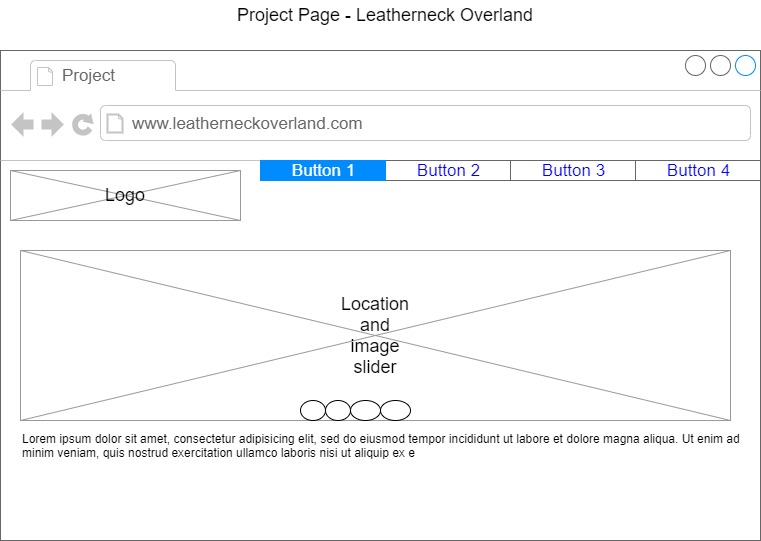 Project Page - Leatherneck Overland
Project
www.leatherneckoverland.com
Button 1 Button 2 Button 3 Button 4
Logo
Location
and
image
slider
Lorem ipsum dolor sit amet, consectetur adipisicing elit, sed do eiusmod tempor incididunt ut labore et dolore magna aliqua. Ut enim ad
minim veniam, quis nostrud exercitation ullamco laboris nisi ut aliquip ex e